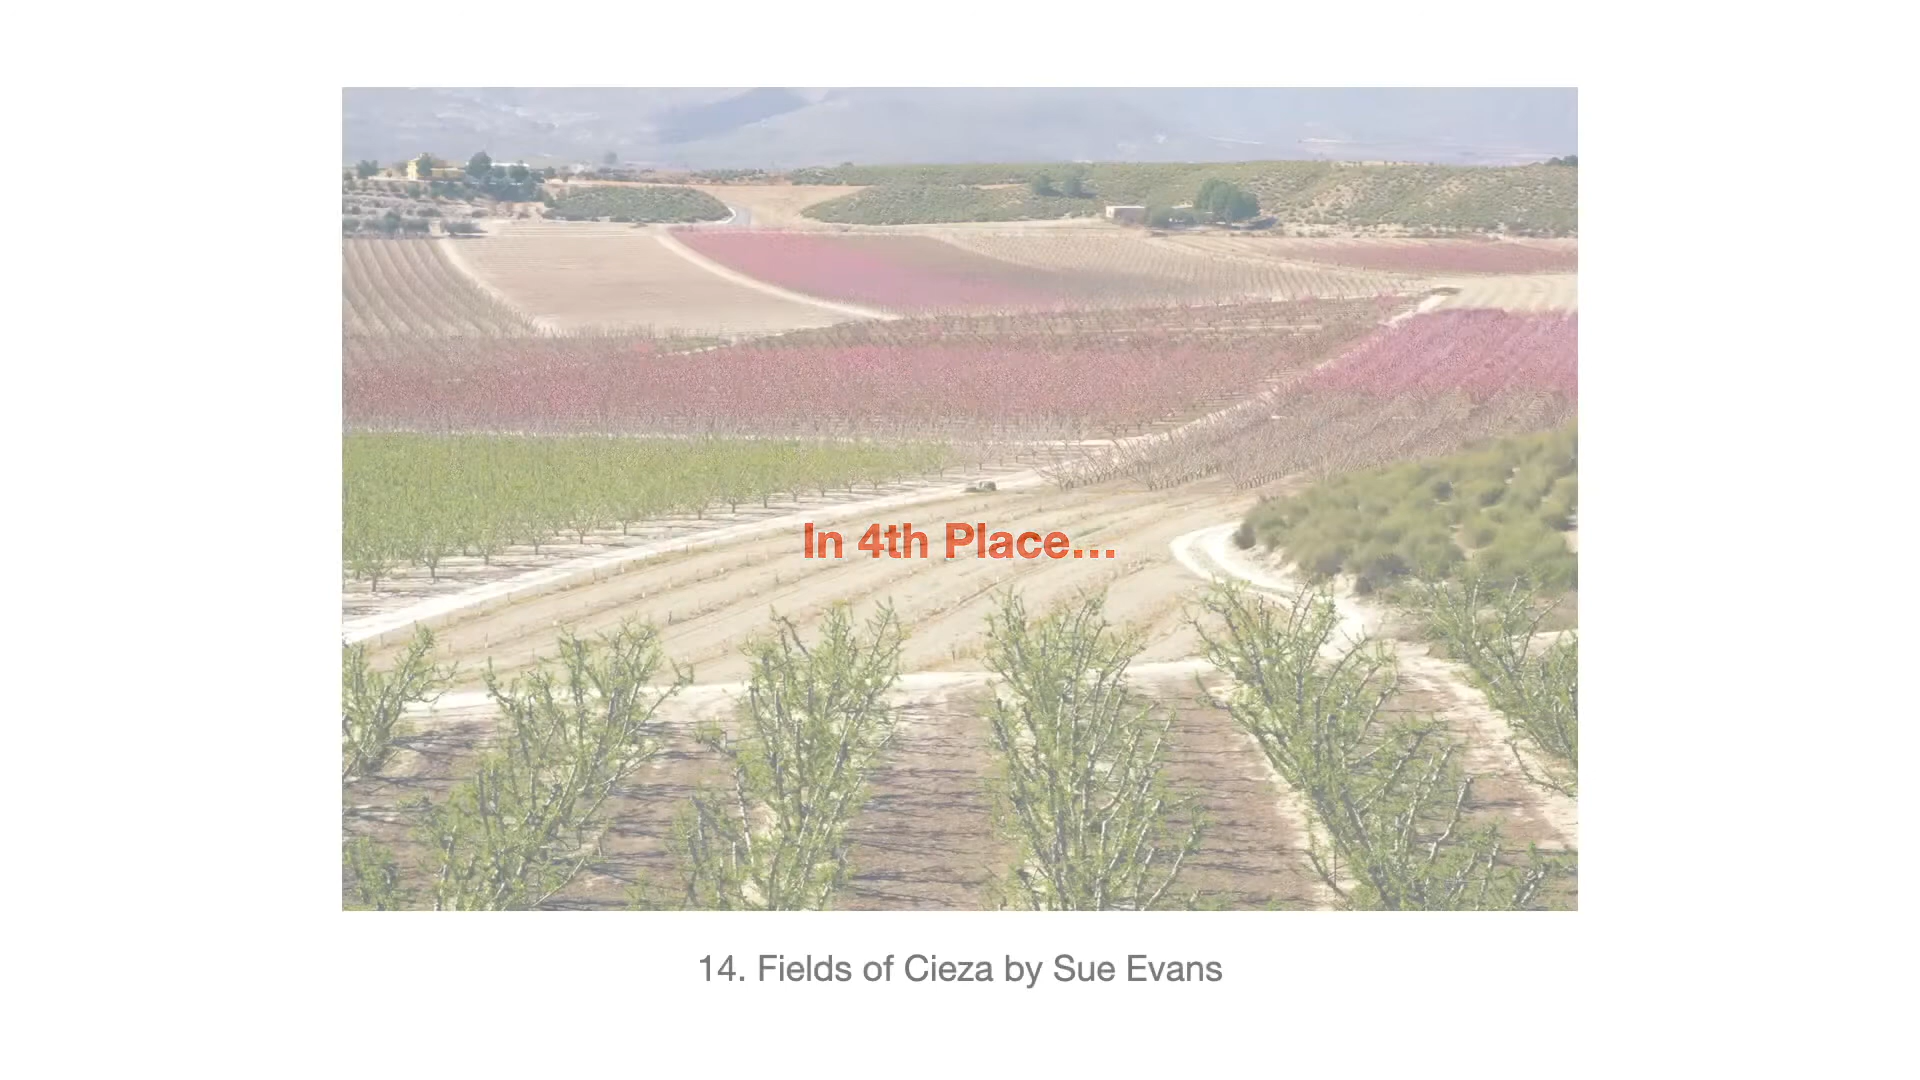 In 4th Place...
14. Fields of Cieza by Sue Evans